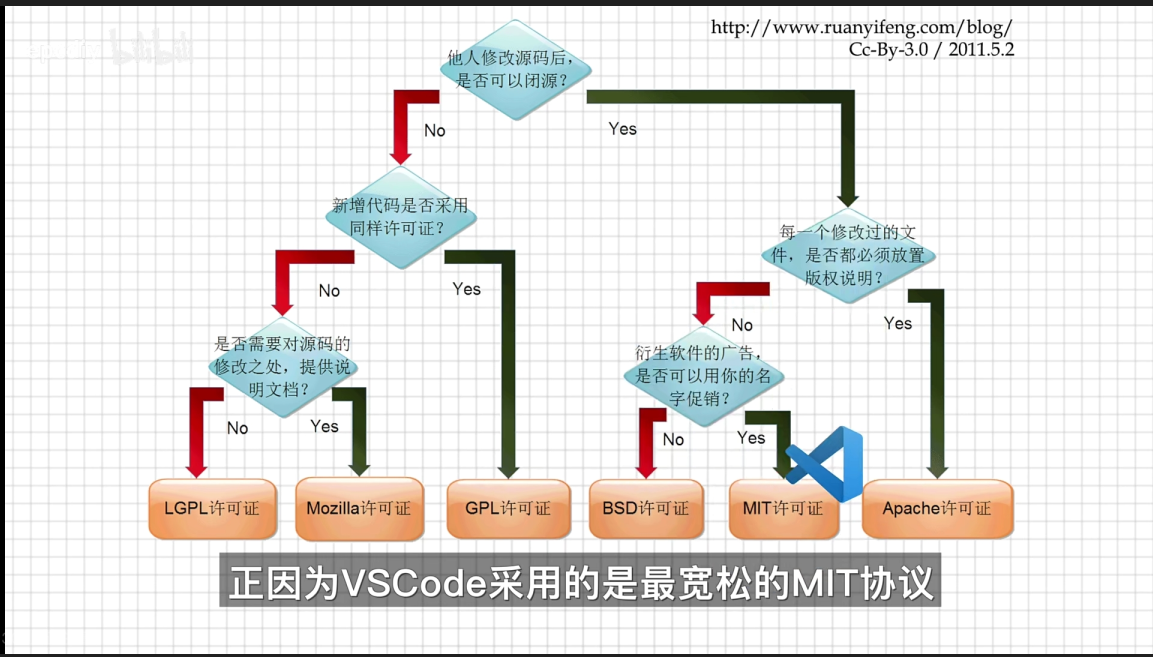 http://www.ruanyifeng.com/blog/
Cc-By-3.0 / 2011.5.2
bilibili
他人修改源码后，
是否可以闭源？
No
Yes
新增代码是否采用
同样许可证？
每一个修改过的文
件，是否都必须放置
版权说明？
No
Yes
No
Yes
是否需要对源码的
修改之处，提供说
明文档？
衍生软件的广告，
是否可以用你的名
字促销？
No
Yes
No
Yes
LGPL许可证
Mozilla许可证
GPL许可证
BSD许可证
MIT许可证
Apache许可证
正因为VSCode采用的是最宽松的MIT协议